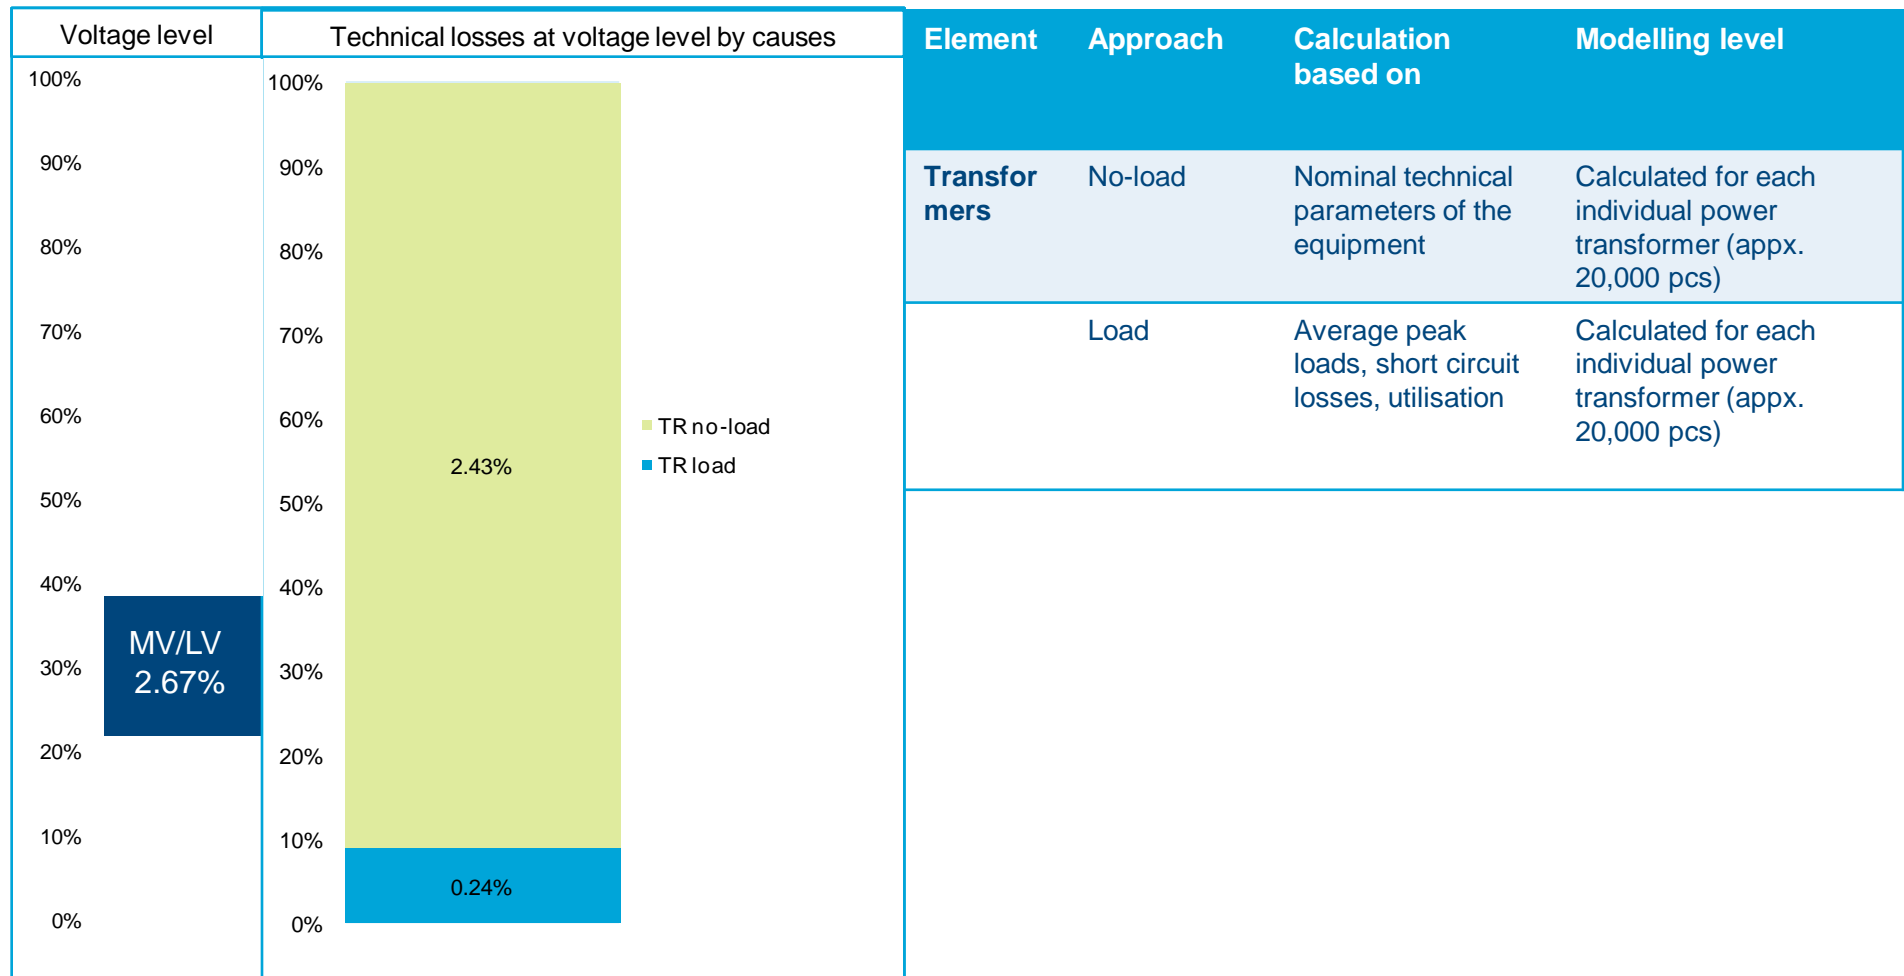 Voltage level
Technical losses at voltage level by causes
100%
90%
80%
70%
60%
50%
40%
30%
20%
10%
0%
MV/LV
2.67%
100%
90%
80%
70%
60%
50%
40%
30%
20%
10%
0%
2.43%
0.24%
TR no-load
TR load
Element
Approach
Calculation
based on
Modelling level
Transfor
mers
No-load
Nominal technical
parameters of the
equipment
Calculated for each
individual power
transformer (appx.
20,000 pcs)
Load
Average peak
loads, short circuit
losses, utilisation
Calculated for each
individual power
transformer (appx.
20,000 pcs)